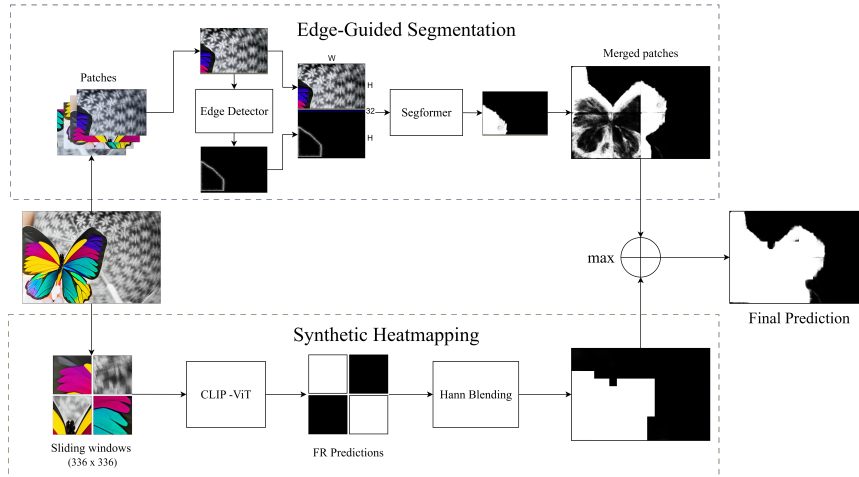 Edge-Guided Segmentation
Patches
Edge Detector
W
H
32
H
Segformer
Merged patches
max
Final Prediction
Synthetic Heatmapping
Sliding windows
(336 x 336)
CLIP -ViT
FR Predictions
Hann Blending